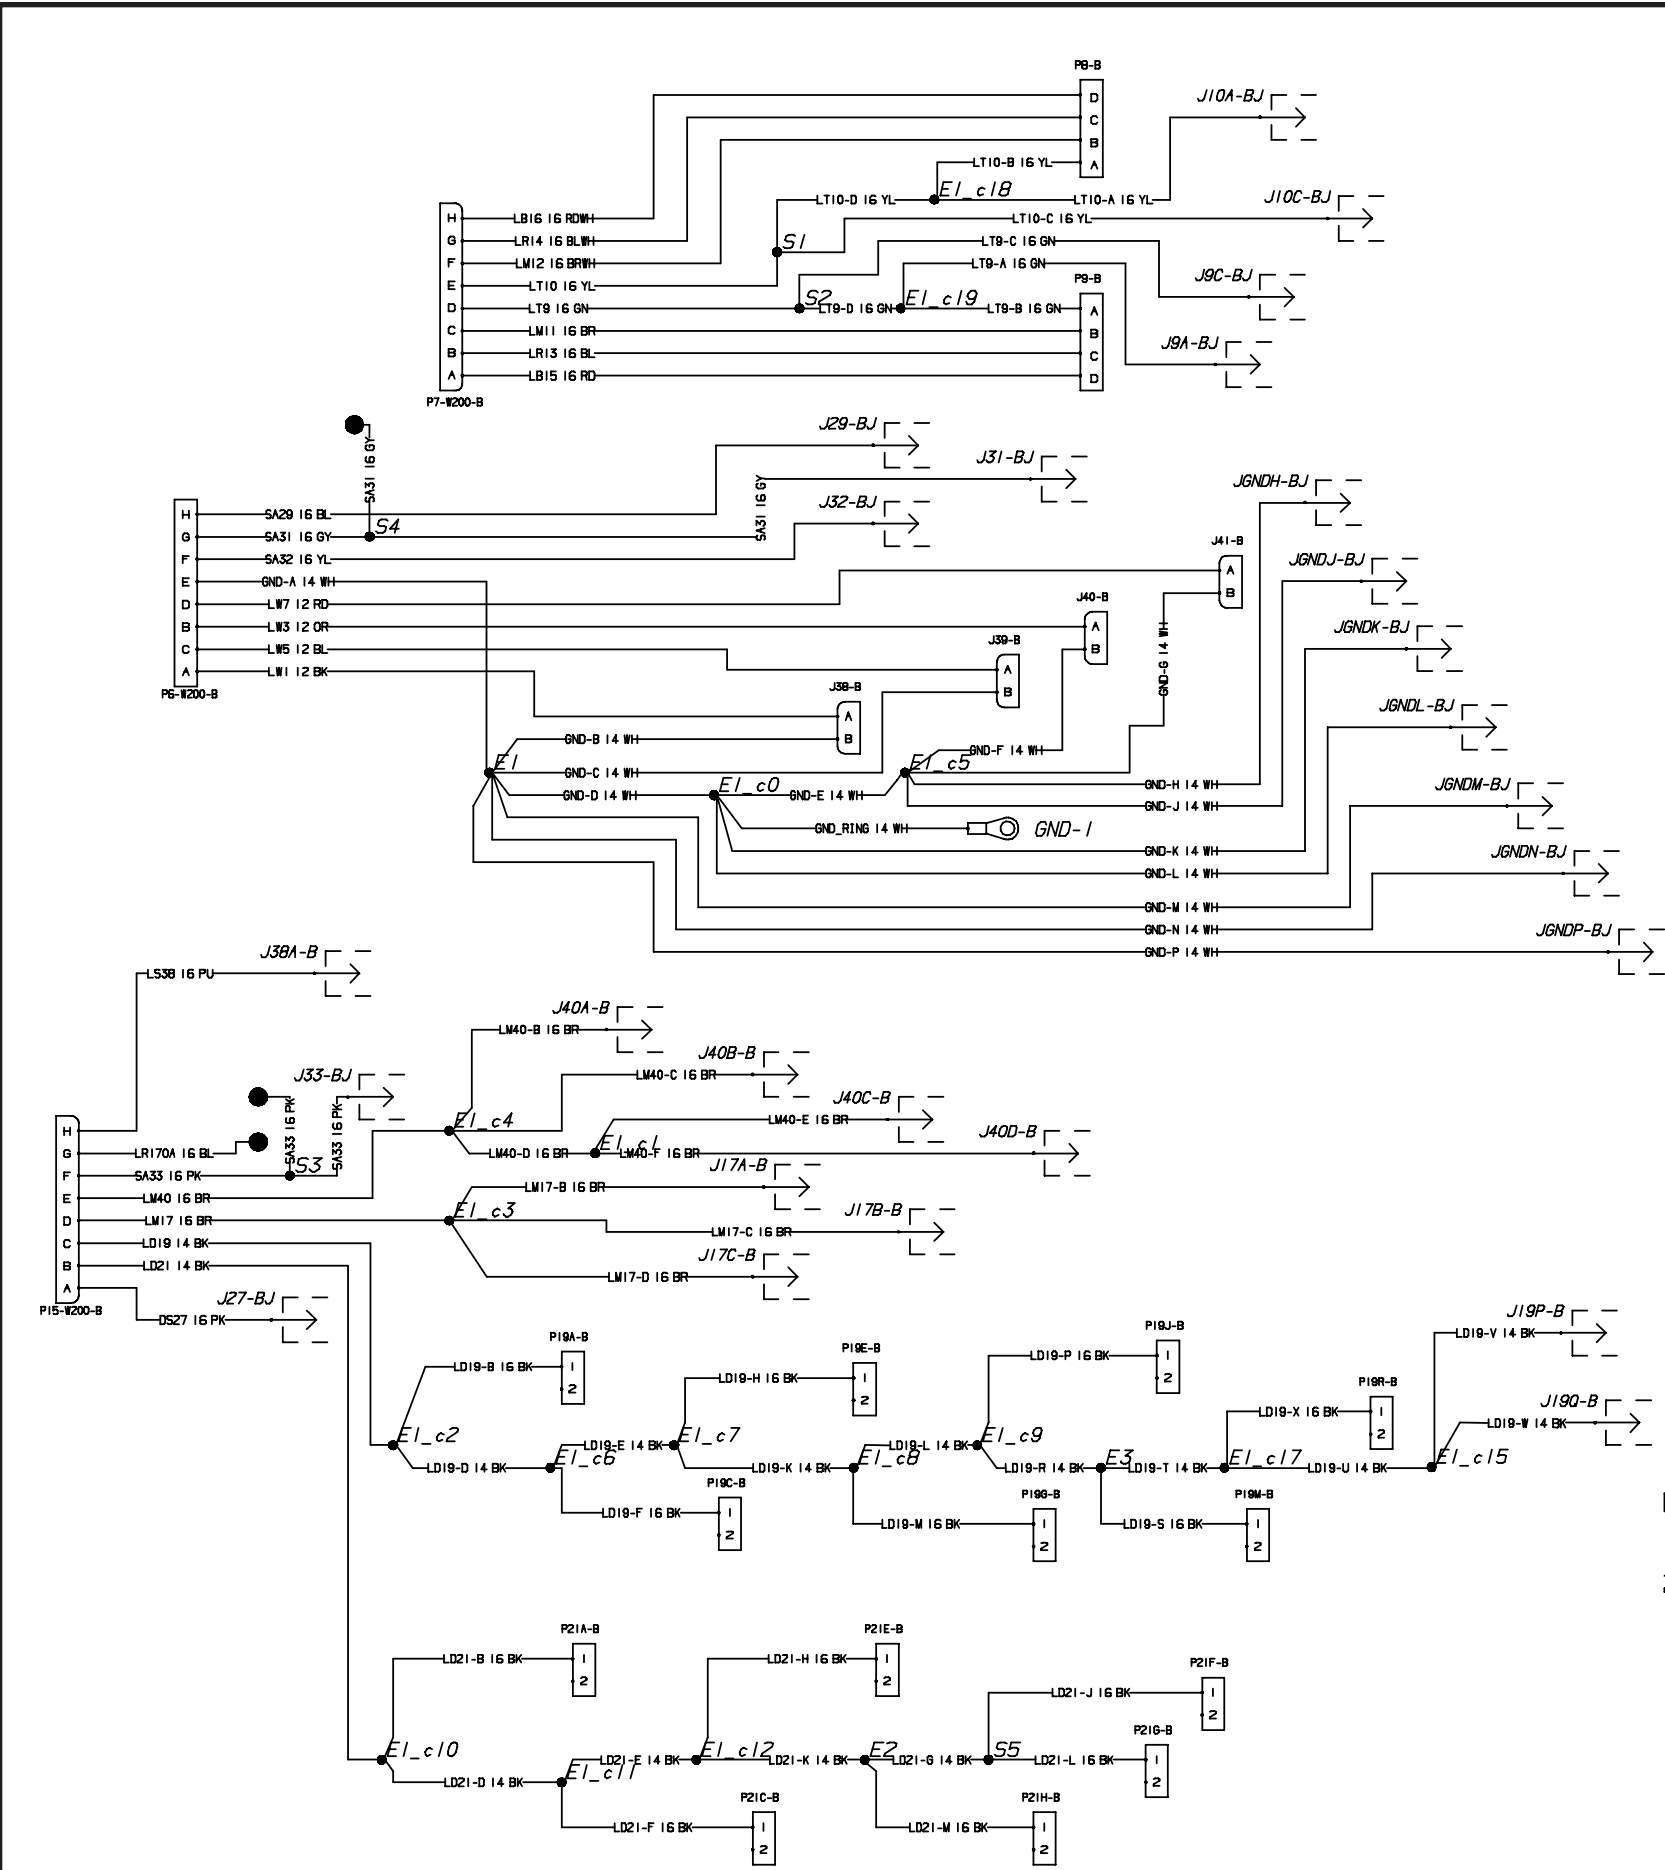 P8-B
D
C
B
A
J10A-BJ
LT10-B 16 YL
E1_c18
LT10-D 16 YL
LT10-A 16 YL
J10C-BJ
LT10-C 16 YL
H
G
F
E
D
C
B
A
P7-W200-B
LB16 16 RDWH
LR14 16 BLWH
LM12 16 BRWH
LT10 16 YL
LT9 16 GN
LM11 16 BR
LR13 16 BL
LB15 16 RD
S1
LT9-C 16 GN
LT9-A 16 GN
J9C-BJ
P9-B
A
B
C
D
S2
LT9-D 16 GN
E1_c19
LT9-B 16 GN
J9A-BJ
SA31 16 GY
J29-BJ
J31-BJ
SA31 16 GY
J32-BJ
JGNDH-BJ
H
G
F
E
D
B
C
A
P6-W200-B
SA29 16 BL
SA31 16 GY
S4
SA32 16 YL
GND-A 14 WH
LW7 12 RD
LW3 12 OR
LW5 12 BL
LW1 12 BK
J41-B
A
B
JGNDJ-BJ
J40-B
A
B
GND-G 14 WH
JGNDK-BJ
J39-B
A
B
J38-B
A
B
JGNDL-BJ
GND-B 14 WH
GND-F 14 WH
E1
GND-C 14 WH
E1_c5
GND-D 14 WH
E1_c0
GND-E 14 WH
GND-H 14 WH
JGNDM-BJ
GND-J 14 WH
GND_RING 14 WH
GND-1
GND-K 14 WH
JGNDN-BJ
GND-L 14 WH
GND-M 14 WH
GND-N 14 WH
JGNDP-BJ
GND-P 14 WH
J38A-B
LS38 16 PU
J40A-B
LM40-B 16 BR
J40B-B
LM40-C 16 BR
J33-BJ
SA33 16 PK
SA33 16 PK
J40C-B
E1_c4
LM40-E 16 BR
J40D-B
H
G
F
E
D
C
B
A
P15-W200-B
LR170A 16 BL
SA33 16 PK
S3
LM40 16 BR
LM17 16 BR
LD19 14 BK
LD21 14 BK
LM40-D 16 BR
E1_c1
LM40-F 16 BR
J17A-B
LM17-B 16 BR
E1_c3
J17B-B
LM17-C 16 BR
J17C-B
LM17-D 16 BR
J27-BJ
DS27 16 PK
P19A-B
LD19-B 16 BK
1
2
P19E-B
LD19-H 16 BK
1
2
P19J-B
LD19-P 16 BK
1
2
J19P-B
LD19-V 14 BK
P19R-B
LD19-X 16 BK
1
2
J19Q-B
LD19-W 14 BK
E1_c2
LD19-D 14 BK
E1_c6
LD19-E 14 BK
E1_c7
LD19-K 14 BK
E1_c8
LD19-L 14 BK
E1_c9
LD19-R 14 BK
E3
LD19-T 14 BK
E1_c17
LD19-U 14 BK
E1_c15
P19C-B
LD19-F 16 BK
1
2
P19G-B
LD19-M 16 BK
1
2
P19M-B
LD19-S 16 BK
1
2
P21A-B
LD21-B 16 BK
1
2
P21E-B
LD21-H 16 BK
1
2
P21F-B
LD21-J 16 BK
1
2
E1_c10
LD21-D 14 BK
E1_c11
LD21-E 14 BK
E1_c12
LD21-K 14 BK
E2
LD21-G 14 BK
S5
LD21-L 16 BK
P21G-B
1
2
P21C-B
LD21-F 16 BK
1
2
P21H-B
LD21-M 16 BK
1
2